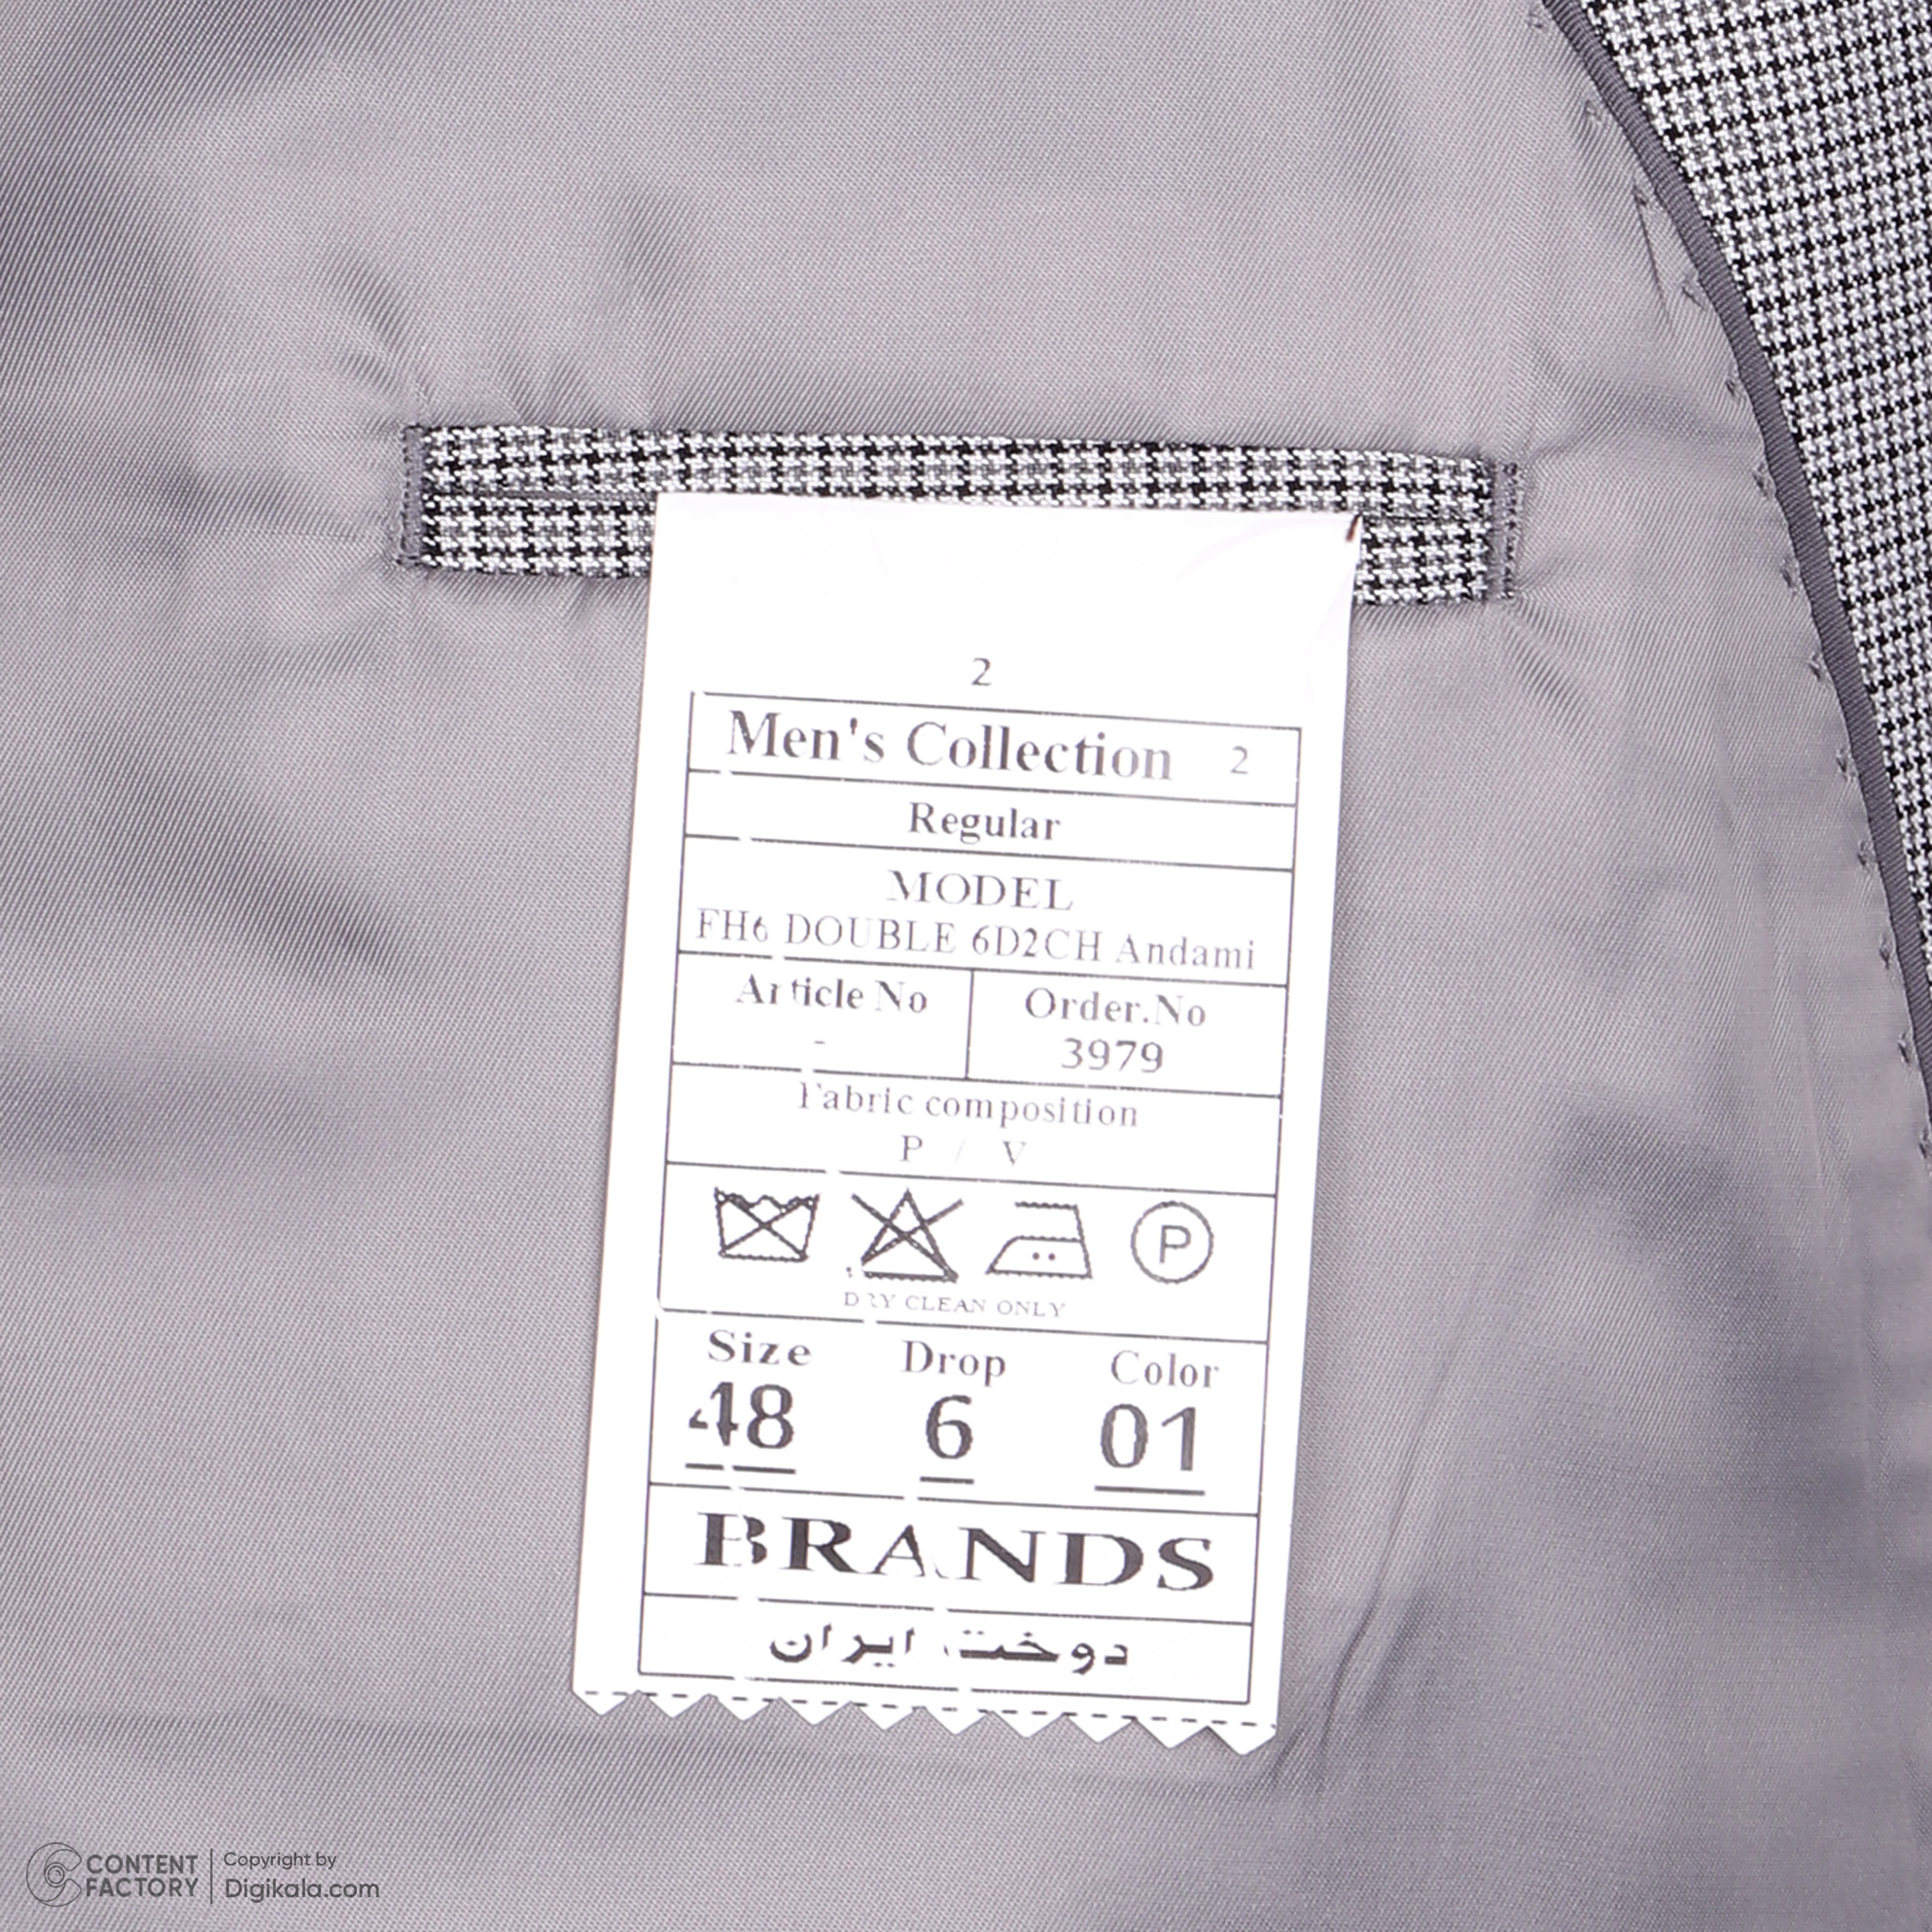 2
Men's Collection 2
Regular
MODEL
FH6 DOUBLE 6D2CH Andami
Article No
-
Order.No
3979
Fabric composition
P / V
P
DRY CLEAN ONLY
Size Drop Color
48 6 01
BRANDS
دوخت ایران
CONTENT FACTORY
Copyright by
Digikala.com